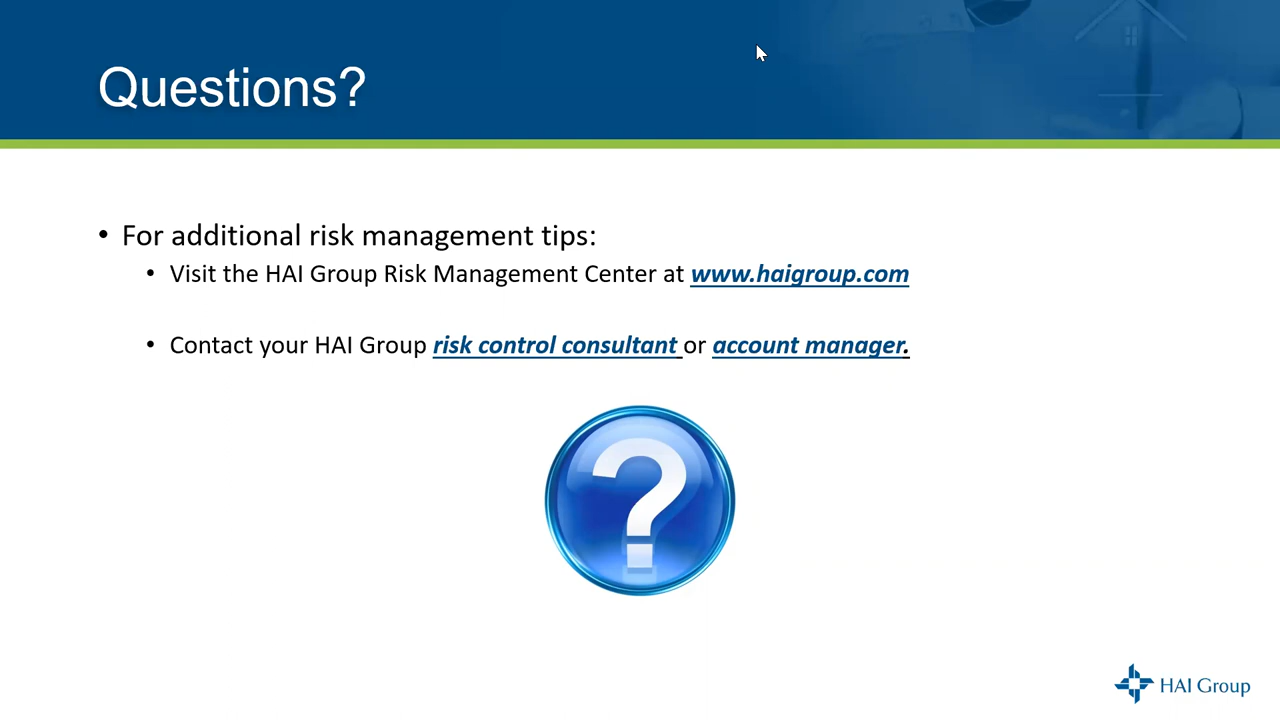 Questions?
• For additional risk management tips:
• Visit the HAI Group Risk Management Center at www.haigroup.com
• Contact your HAI Group risk control consultant or account manager.
?
HAI Group